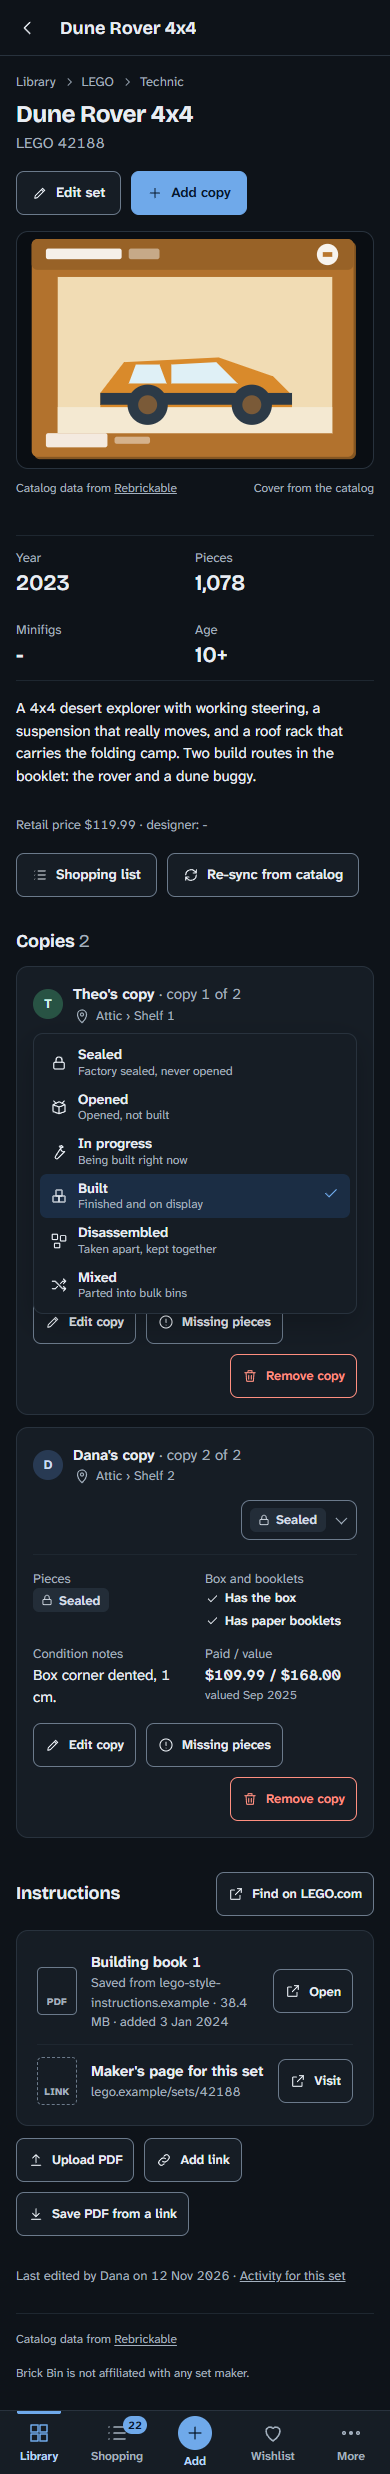 Dune Rover 4x4
Library > LEGO > Technic
Dune Rover 4x4
LEGO 42188
Edit set
Add copy
Catalog data from Rebrickable
Cover from the catalog
Year
Pieces
2023
1,078
Minifigs
Age
-
10+
A 4x4 desert explorer with working steering, a
suspension that really moves, and a roof rack that
carries the folding camp. Two build routes in the
booklet: the rover and a dune buggy.
Retail price $119.99 · designer: -
Shopping list
Re-sync from catalog
Copies 2
T
Theo's copy · copy 1 of 2
Attic › Shelf 1
Sealed
Factory sealed, never opened
Opened
Opened, not built
In progress
Being built right now
Built
Finished and on display
Disassembled
Taken apart, kept together
Mixed
Parted into bulk bins
Edit copy
Missing pieces
Remove copy
D
Dana's copy · copy 2 of 2
Attic › Shelf 2
Sealed
Pieces
Box and booklets
Sealed
Has the box
Has paper booklets
Condition notes
Paid / value
Box corner dented, 1
cm.
$109.99 / $168.00
valued Sep 2025
Edit copy
Missing pieces
Remove copy
Instructions
Find on LEGO.com
PDF
Building book 1
Saved from lego-style-
instructions.example · 38.4
MB · added 3 Jan 2024
Open
LINK
Maker's page for this set
lego.example/sets/42188
Visit
Upload PDF
Add link
Save PDF from a link
Last edited by Dana on 12 Nov 2026 · Activity for this set
Catalog data from Rebrickable
Brick Bin is not affiliated with any set maker.
22
Library
Shopping
Add
Wishlist
More